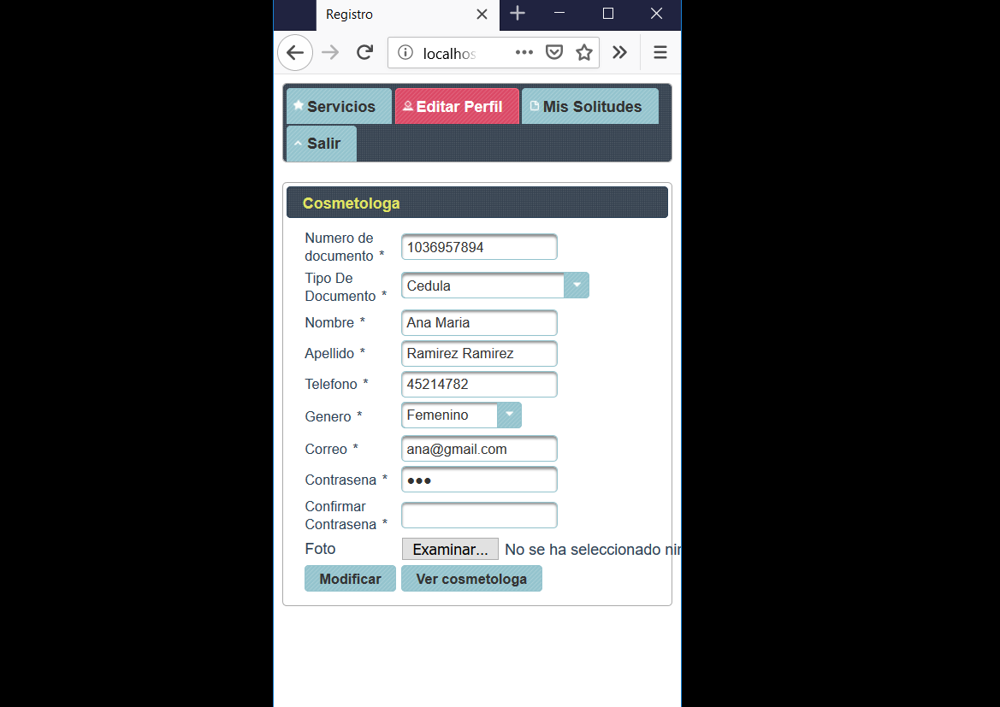 Registro
localhos
Servicios
Editar Perfil
Mis Solitudes
Salir
Cosmetologa
Numero de
documento *
1036957894
Tipo De
Documento *
Cedula
Nombre *
Ana Maria
Apellido *
Ramirez Ramirez
Telefono *
45214782
Genero *
Femenino
Correo *
ana@gmail.com
Contrasena *
●●●
Confirmar
Contrasena *
Foto
Examinar...
No se ha seleccionado nin
Modificar
Ver cosmetologa